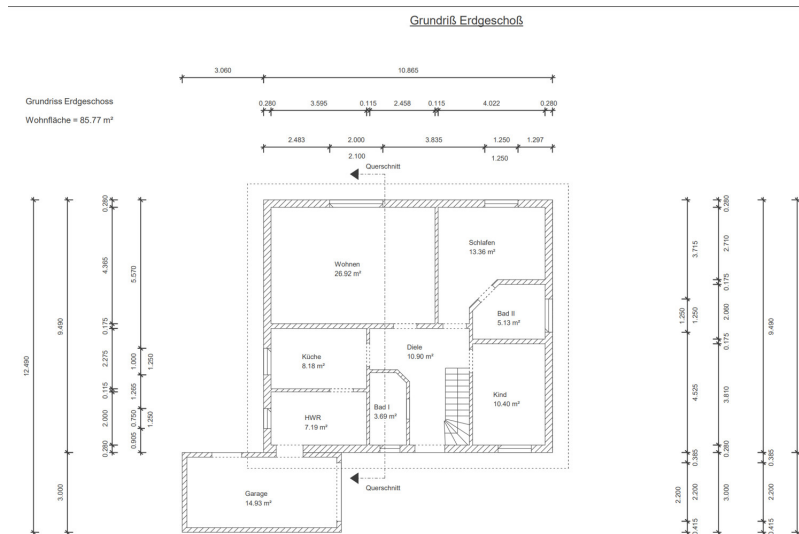 Grundriß Erdgeschoß
3.060
10.865
Grundriss Erdgeschoss
Wohnfläche = 85.77 m²
0.280
3.595
0.115
2.458
0.115
4.022
0.280
2.483
2.000
3.835
1.250
1.297
2.100
1.250
Querschnitt
12.490
9.490
3.000
0.280
4.365
0.175
2.275
0.115
2.000
0.280
5.570
1.000
1.250
1.265
0.750
1.250
0.905
Wohnen
26.92 m²
Schlafen
13.36 m²
Bad II
5.13 m²
Diele
10.90 m²
Küche
8.18 m²
Kind
10.40 m²
Bad I
3.69 m²
HWR
7.19 m²
Garage
14.93 m²
Querschnitt
3.715
1.250
1.250
4.525
0.385
2.200
2.200
0.415
0.280
2.710
0.175
2.060
0.175
3.810
0.280
3.000
9.490
0.385
2.200
0.415